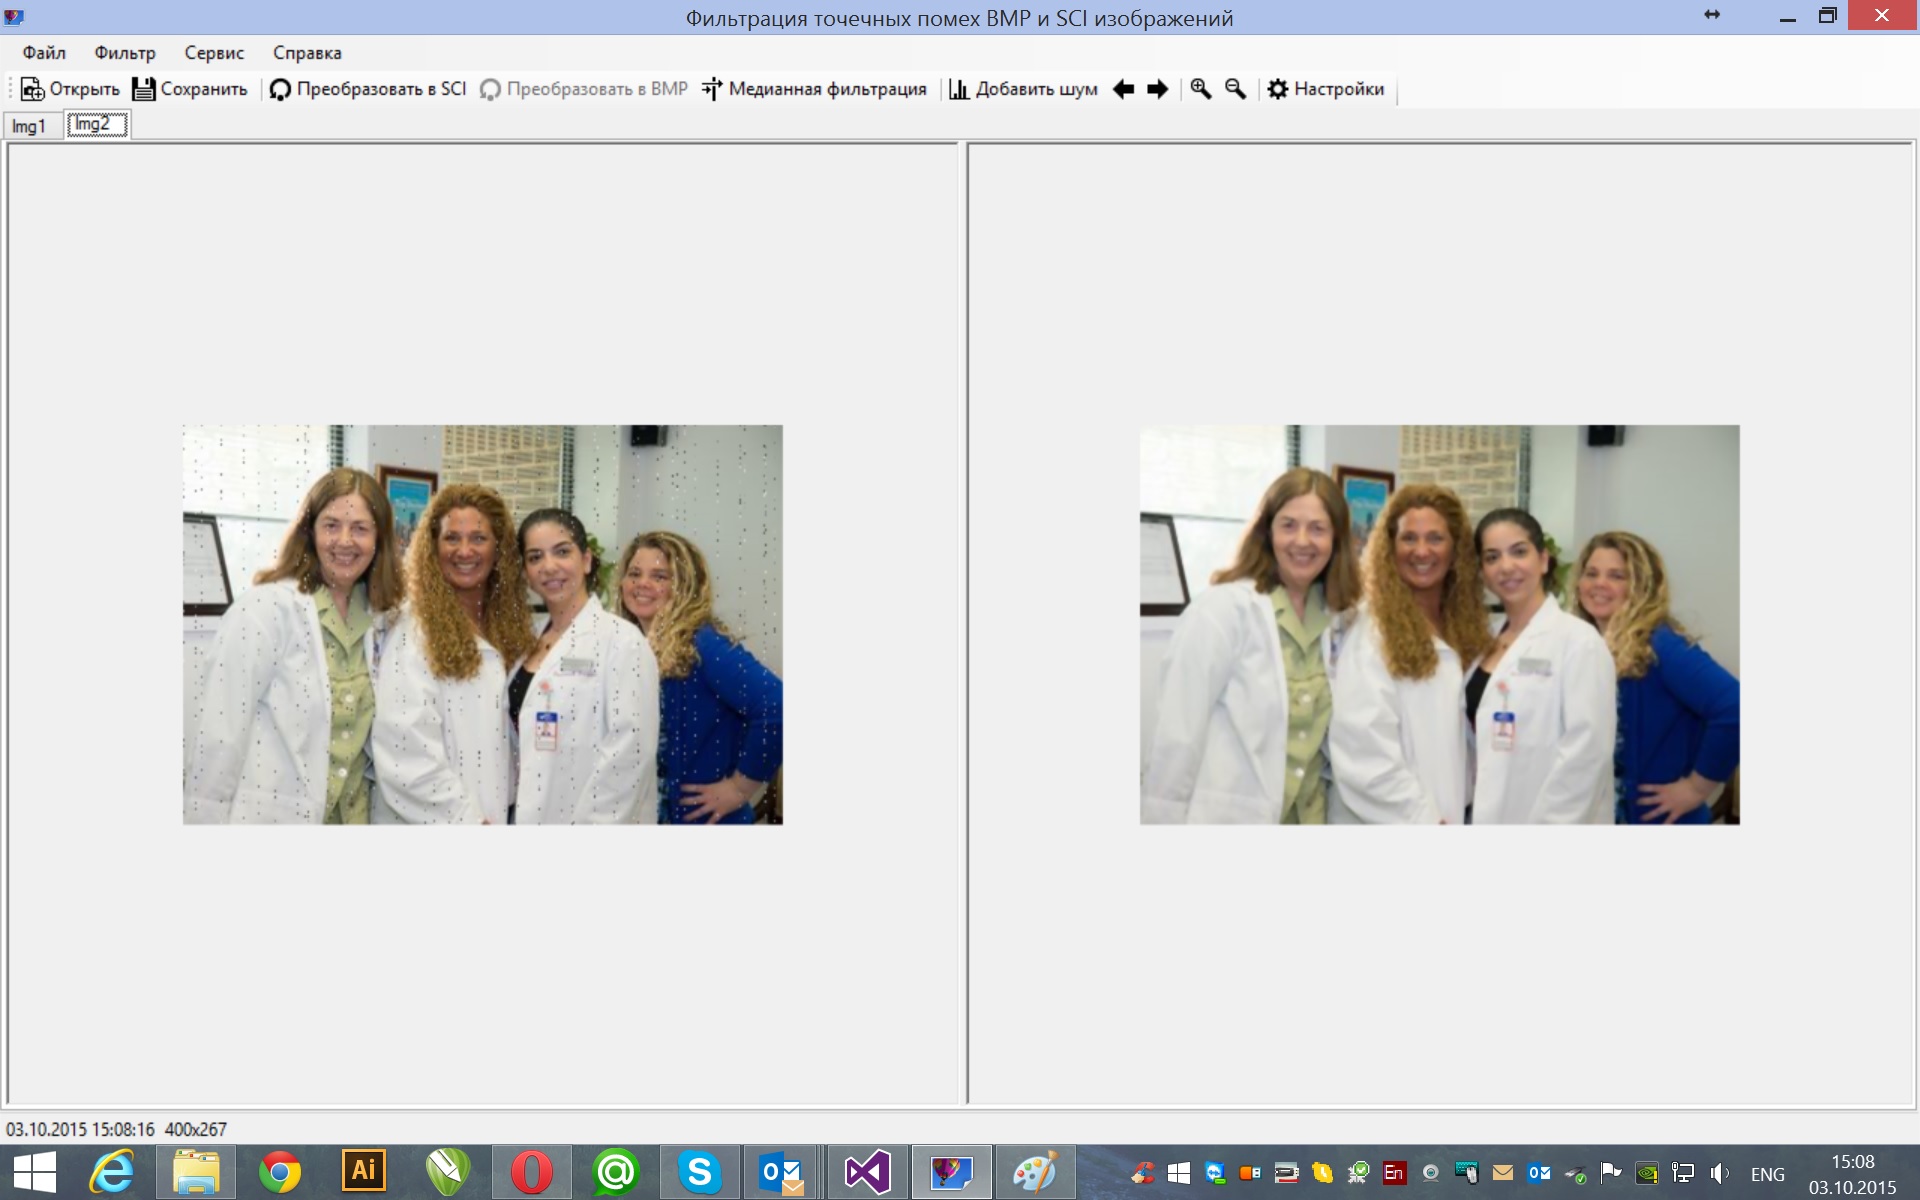 Фильтрация точечных помех BMP и SCI изображений
Файл Фильтр Сервис Справка
Открыть Сохранить Преобразовать в SCI Преобразовать в BMP Медианная фильтрация Добавить шум Настройки
Img1 Img2
03.10.2015 15:08:16 400x267
Ai @ S En ENG 15:08
03.10.2015